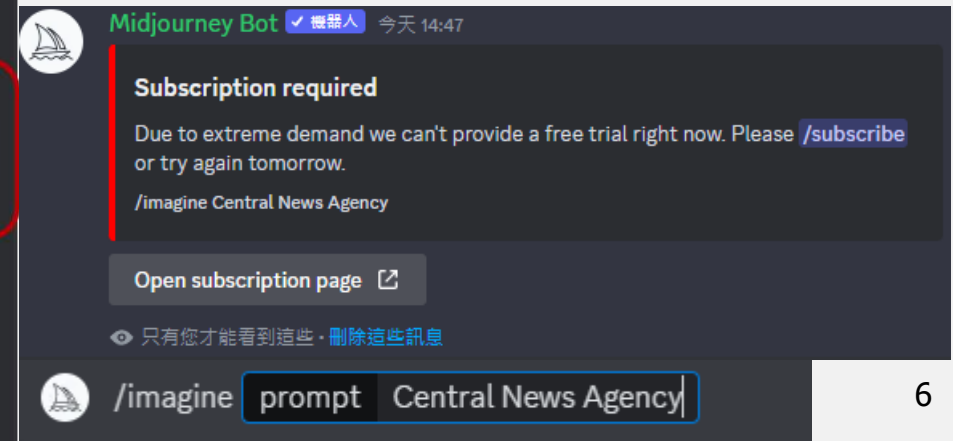 Midjourney Bot ✓ 機器人 今天 14:47
Subscription required
Due to extreme demand we can't provide a free trial right now. Please /subscribe
or try again tomorrow.
/imagine Central News Agency
Open subscription page
只有您才能看到這些 · 刪除這些訊息
/imagine prompt Central News Agency
6